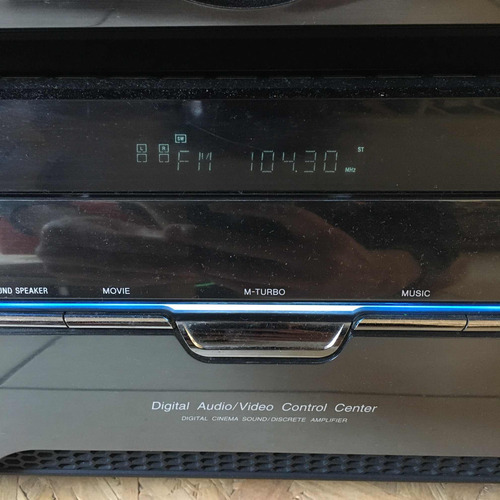 SW
L R
FM 104.30 MHz ST
UND SPEAKER MOVIE M-TURBO MUSIC
Digital Audio/Video Control Center
DIGITAL CINEMA SOUND/DISCRETE AMPLIFIER